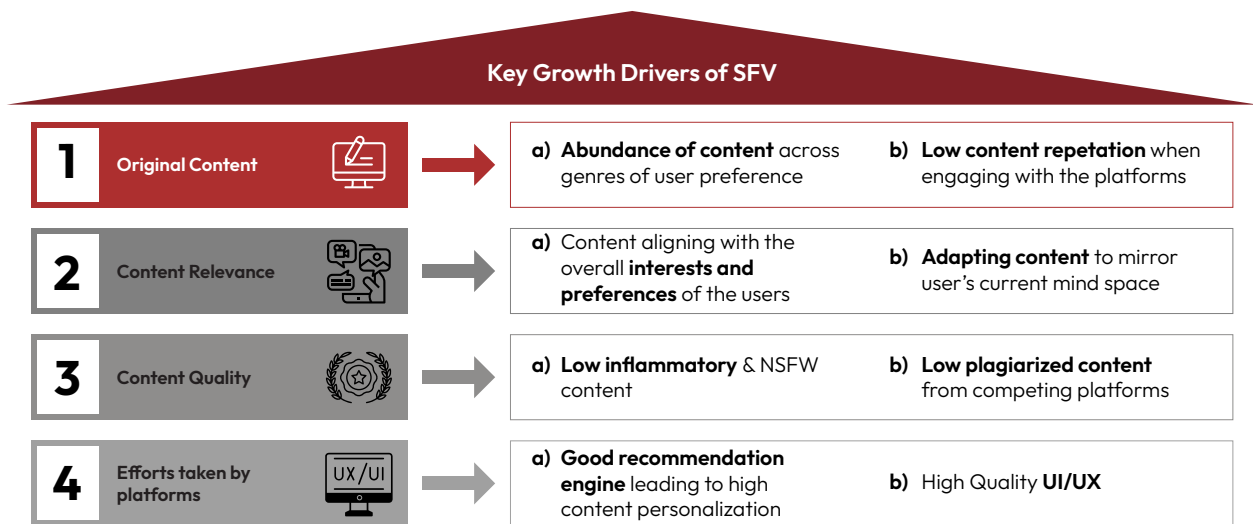 Key Growth Drivers of SFV
1
Original Content
a) Abundance of content across
genres of user preference
b) Low content repetation when
engaging with the platforms
2
Content Relevance
a) Content aligning with the
overall interests and
preferences of the users
b) Adapting content to mirror
user's current mind space
3
Content Quality
a) Low inflammatory & NSFW
content
b) Low plagiarized content
from competing platforms
4
Efforts taken by
platforms
UX/UI
a) Good recommendation
engine leading to high
content personalization
b) High Quality UI/UX